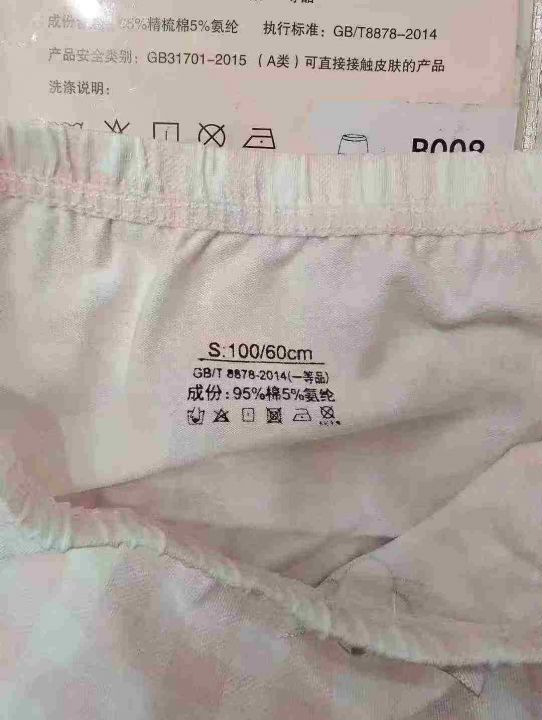 成份 95%精梳棉5%氨纶 执行标准：GB/T8878-2014
产品安全类别：GB31701-2015（A类）可直接接触皮肤的产品
洗涤说明：
B008
S:100/60cm
GB/T 8878-2014(一等品)
成份:95%棉5%氨纶